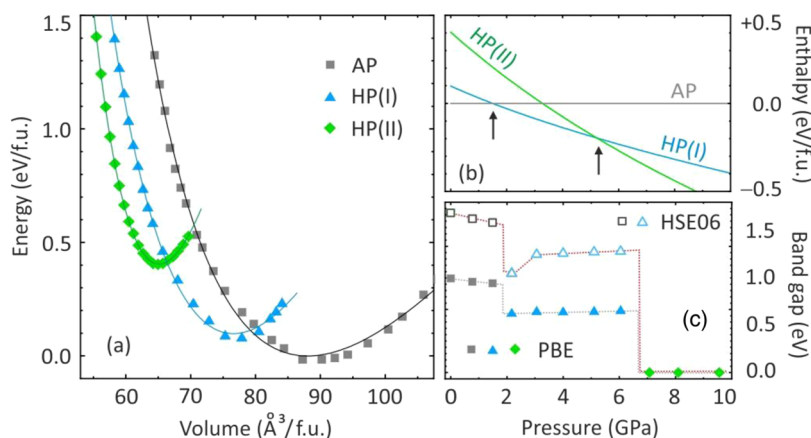 1.5
1.0
0.5
0.0
Energy (eV/f.u.)
AP
HP(I)
HP(II)
(a)
60 70 80 90 100
Volume (Å³/f.u.)
HP(II)
AP
HP(I)
(b)
+0.5
0.0
−0.5
Enthalpy (eV/f.u.)
HSE06
(c)
PBE
1.5
1.0
0.5
0.0
Band gap (eV)
0 2 4 6 8 10
Pressure (GPa)